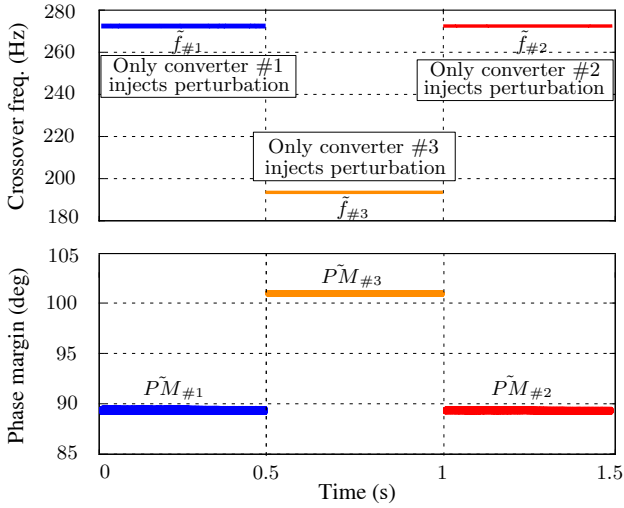 Crossover freq. (Hz)
280
260
240
220
200
180
f̃#1
Only converter #1
injects perturbation
Only converter #3
injects perturbation
f̃#3
f̃#2
Only converter #2
injects perturbation
Phase margin (deg)
105
100
95
90
85
P̃M#1
P̃M#3
P̃M#2
0
0.5
1
1.5
Time (s)